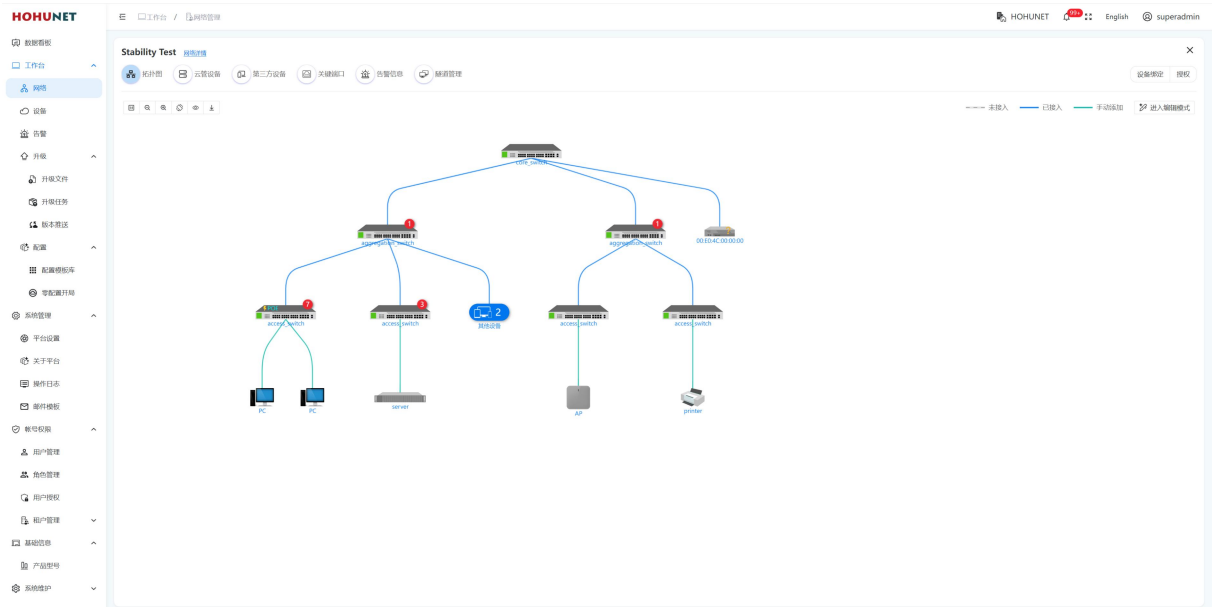 HOHUNET
工作台 / 网络管理
HOHUNET 99+ English superadmin
数据看板
工作台
网络
设备
告警
升级
升级文件
升级任务
版本推送
配置
配置模板库
零配置开局
系统管理
平台设置
关于平台
操作日志
邮件模板
帐号权限
用户管理
角色管理
用户授权
租户管理
基础信息
产品型号
系统维护
Stability Test 网络详情
拓扑图 云管设备 第三方设备 关键端口 告警信息 隧道管理
设备绑定 授权
未接入 已接入 手动添加 进入编辑模式
core_switch
1 1
aggregation_switch aggregation_switch 00:ED:4C:00:00:00
POE 7 3 2
access_switch access_switch 其他设备 access_switch access_switch
PC PC server AP printer